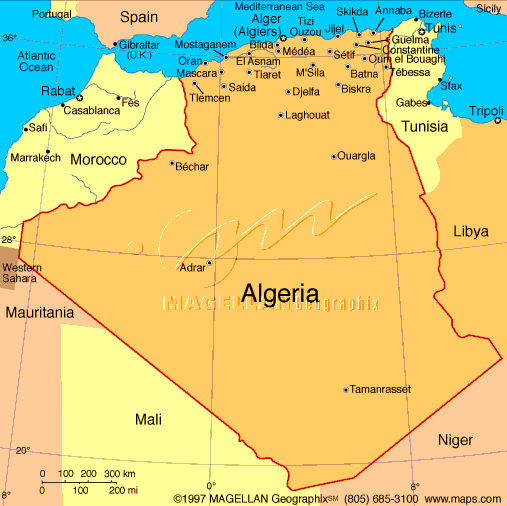 Portugal
Spain
Mediterranean Sea
Sicily
Alger
(Algiers)
Tizi
Ouzou
Skikda
Jijel
Annaba
Bizerte
Tunis
36°
Gibraltar
(U.K.)
Mostaganem
Blida
Médéa
Sétif
Guelma
Constantine
Oum el Bouaghi
Atlantic
Ocean
Oran
El Asnam
Mascara
Tiaret
M'Sila
Batna
Tébessa
Rabat
Fès
Tlemcen
Saida
Djelfa
Biskra
Sfax
Casablanca
Gabes
Tripoli
Safi
Laghouat
Tunisia
Marrakech
Morocco
Béchar
Ouargla
28°
Libya
Western
Sahara
Adrar
Algeria
MAGELLAN Geographix
Mauritania
Tamanrasset
Mali
Niger
20°
0 100 200 300 km
0 100 200 mi
8°
0°
8°
©1997 MAGELLAN Geographix℠ (805) 685-3100 www.maps.com